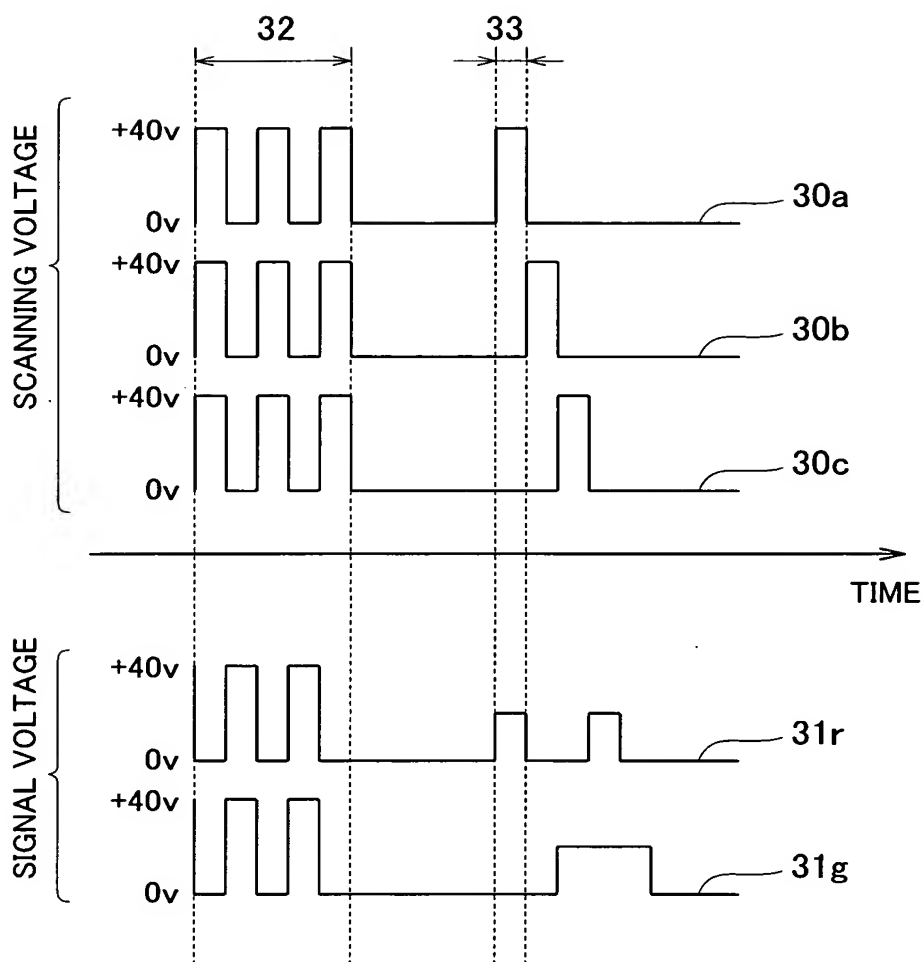 32
33
SCANNING VOLTAGE
+40v
0v
30a
+40v
0v
30b
+40v
0v
30c
TIME
SIGNAL VOLTAGE
+40v
0v
31r
+40v
0v
31g